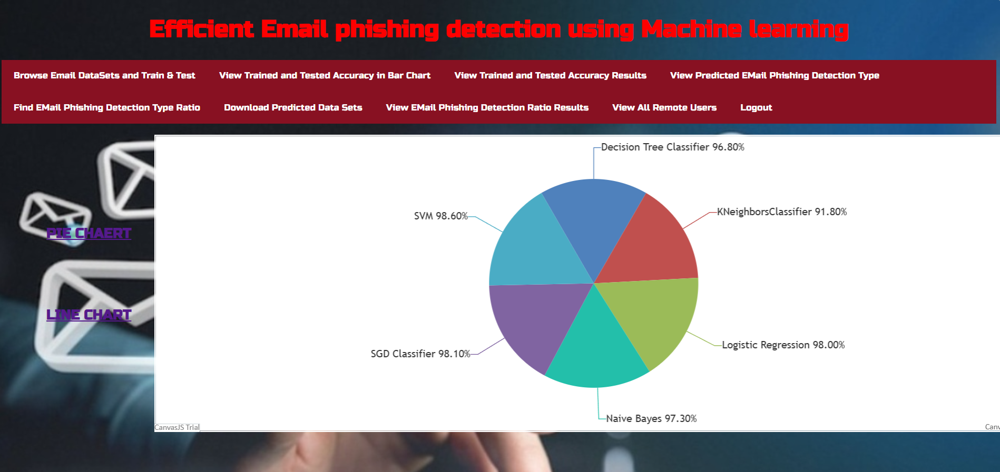 Efficient Email phishing detection using Machine learning
Browse Email DataSets and Train & Test View Trained and Tested Accuracy in Bar Chart View Trained and Tested Accuracy Results View Predicted EMail Phishing Detection Type
Find EMail Phishing Detection Type Ratio Download Predicted Data Sets View EMail Phishing Detection Ratio Results View All Remote Users Logout
Decision Tree Classifier 96.80%
KNeighborsClassifier 91.80%
SVM 98.60%
PIE CHAERT
LINE CHART
Logistic Regression 98.00%
SGD Classifier 98.10%
Naive Bayes 97.30%
CanvasJS Trial
Canv